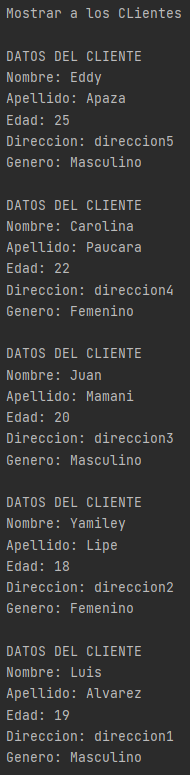 Mostrar a los CLientes
DATOS DEL CLIENTE
Nombre: Eddy
Apellido: Apaza
Edad: 25
Direccion: direccion5
Genero: Masculino
DATOS DEL CLIENTE
Nombre: Carolina
Apellido: Paucara
Edad: 22
Direccion: direccion4
Genero: Femenino
DATOS DEL CLIENTE
Nombre: Juan
Apellido: Mamani
Edad: 20
Direccion: direccion3
Genero: Masculino
DATOS DEL CLIENTE
Nombre: Yamiley
Apellido: Lipe
Edad: 18
Direccion: direccion2
Genero: Femenino
DATOS DEL CLIENTE
Nombre: Luis
Apellido: Alvarez
Edad: 19
Direccion: direccion1
Genero: Masculino